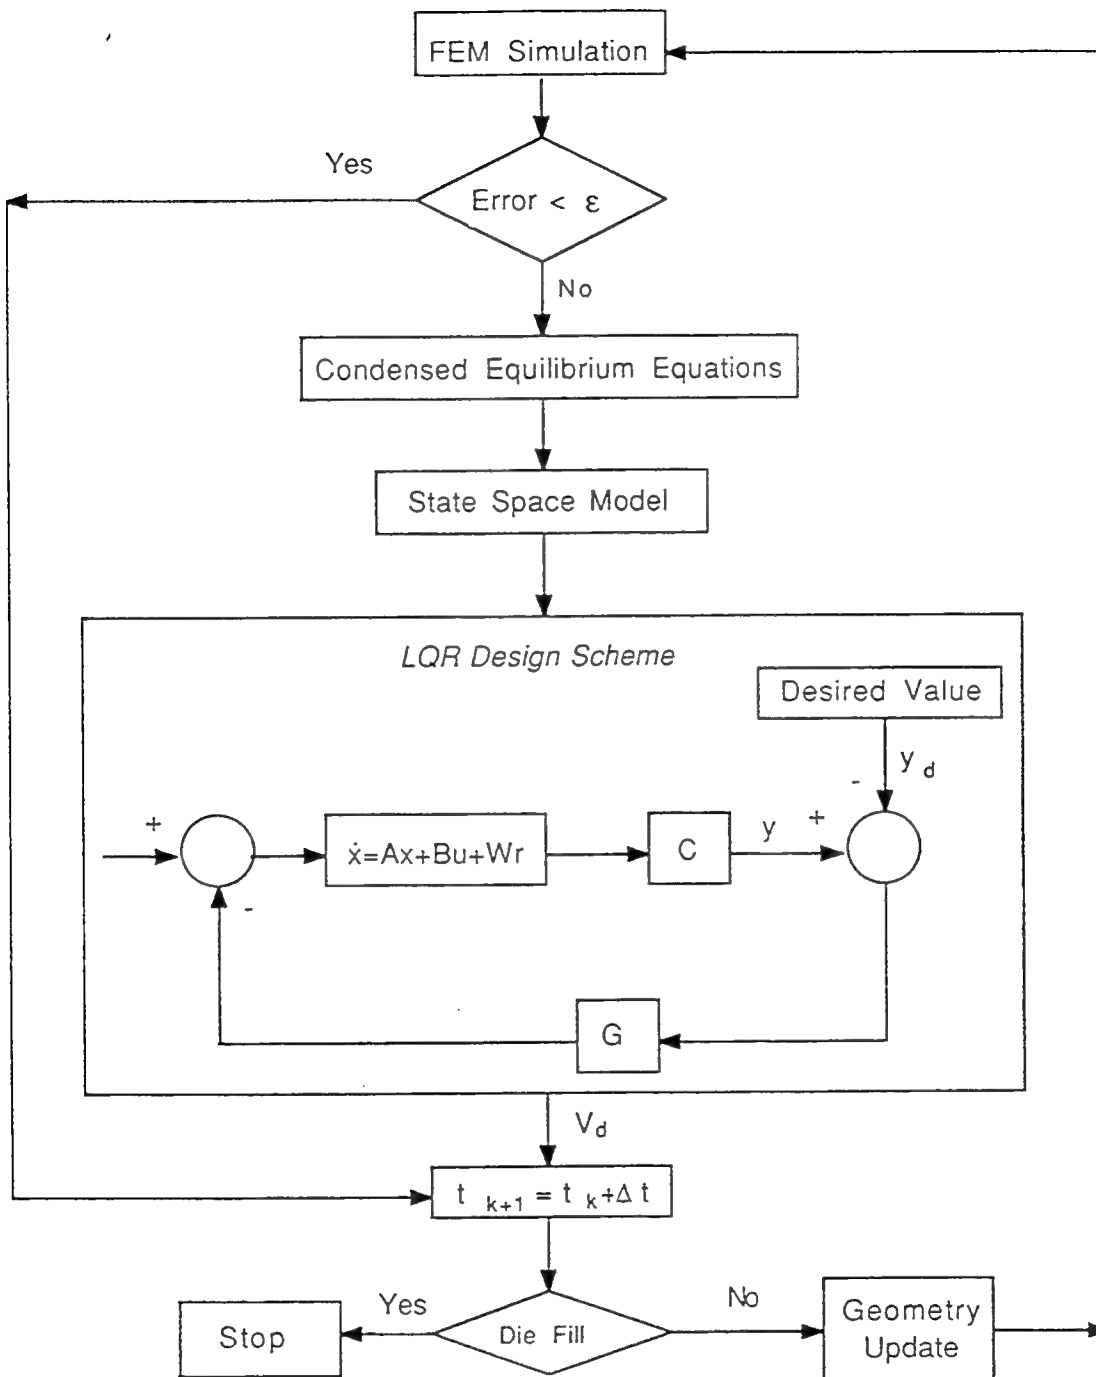 FEM Simulation
Yes
Error < ε
No
Condensed Equilibrium Equations
State Space Model
LQR Design Scheme
Desired Value
y d
-
+
ẋ=Ax+Bu+Wr
C
y
+
-
G
V d
t k+1 = t k + Δ t
Yes
No
Stop
Die Fill
Geometry
Update